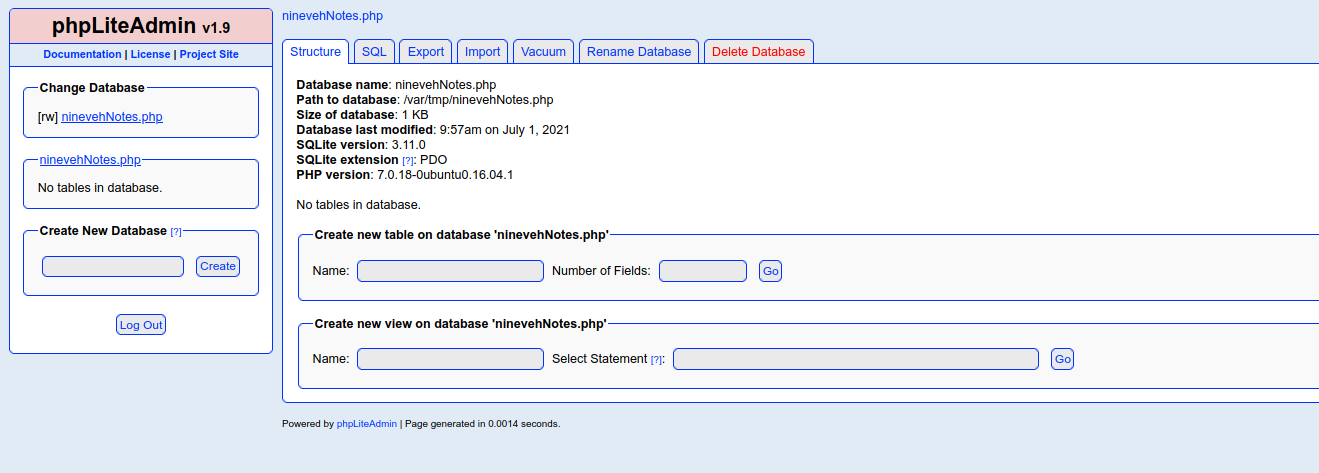 phpLiteAdmin v1.9
Documentation | License | Project Site
Change Database
[rw] ninevehNotes.php
ninevehNotes.php
No tables in database.
Create New Database [?]
Create
Log Out
ninevehNotes.php
Structure SQL Export Import Vacuum Rename Database Delete Database
Database name: ninevehNotes.php
Path to database: /var/tmp/ninevehNotes.php
Size of database: 1 KB
Database last modified: 9:57am on July 1, 2021
SQLite version: 3.11.0
SQLite extension [?]: PDO
PHP version: 7.0.18-0ubuntu0.16.04.1
No tables in database.
Create new table on database 'ninevehNotes.php'
Name: Number of Fields: Go
Create new view on database 'ninevehNotes.php'
Name: Select Statement [?]: Go
Powered by phpLiteAdmin | Page generated in 0.0014 seconds.